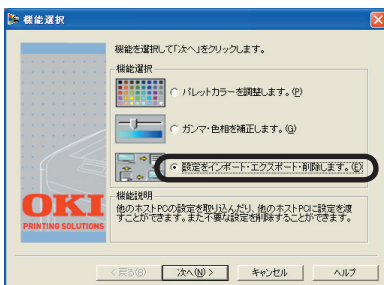 機能選択
機能を選択して「次へ」をクリックします。
機能選択
パレットカラーを調整します。(P)
ガンマ・色相を補正します。(G)
設定をインポート・エクスポート・削除します。(E)
機能説明
他のホストPCの設定を取り込んだり、他のホストPCに設定を渡
すことができます。また不要な設定を削除することができます。
OKI
PRINTING SOLUTIONS
< 戻る(B)
次へ(N) >
キャンセル
ヘルプ